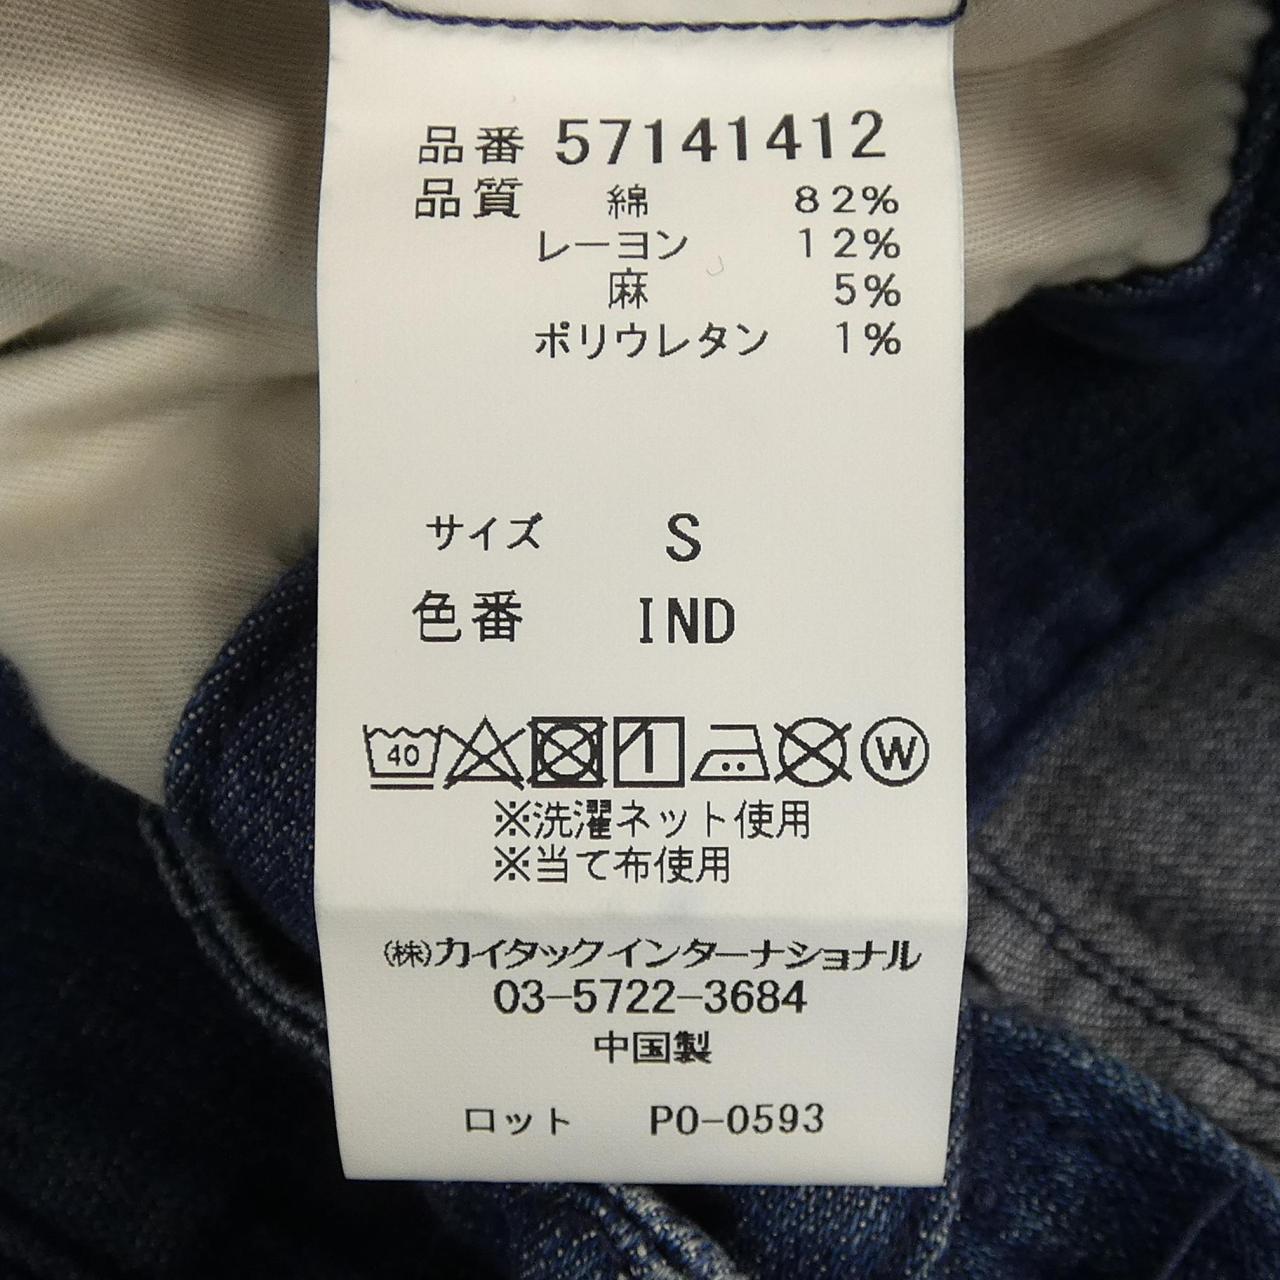 品番 57141412
品質 綿 82%
レーヨン 12%
麻 5%
ポリウレタン 1%
サイズ S
色番 IND
40 W
※洗濯ネット使用
※当て布使用
㈱カイタックインターナショナル
03-5722-3684
中国製
ロット PO-0593